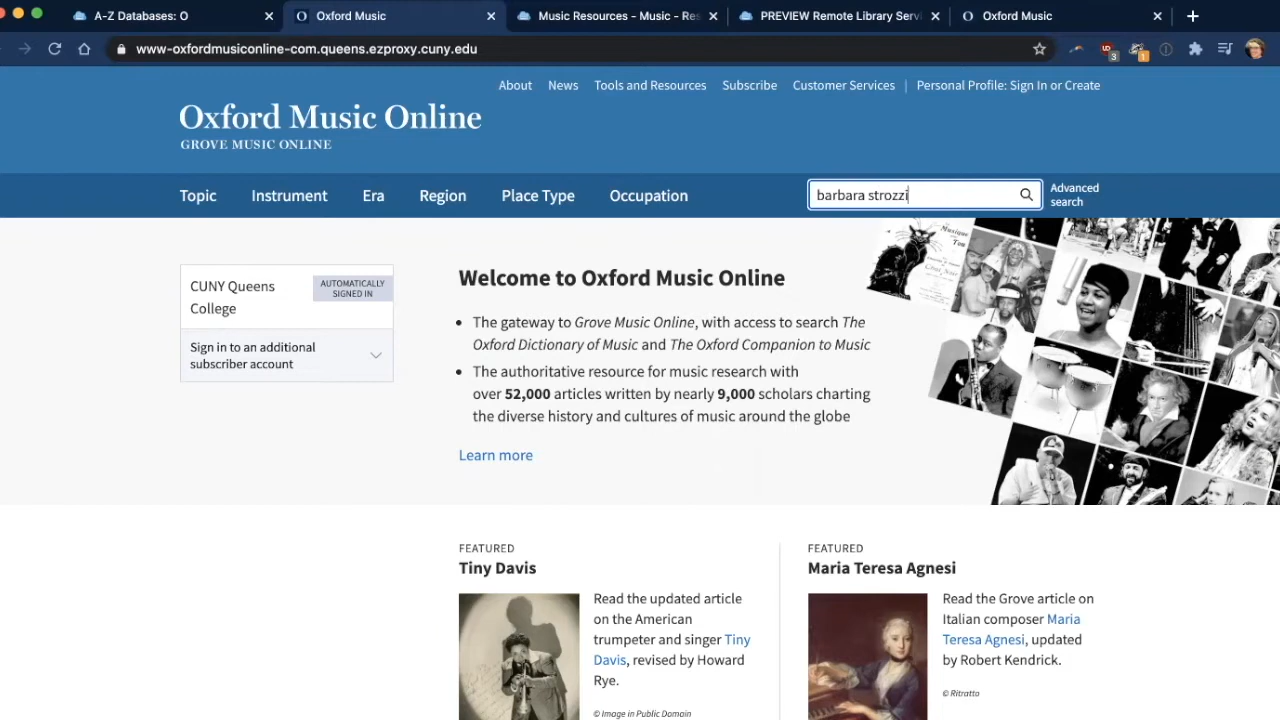 A-Z Databases: O
Oxford Music
Music Resources - Music - Res
PREVIEW Remote Library Servi
Oxford Music
www-oxfordmusiconline-com.queens.ezproxy.cuny.edu
3
1
About News Tools and Resources Subscribe Customer Services | Personal Profile: Sign In or Create
Oxford Music Online
GROVE MUSIC ONLINE
Topic Instrument Era Region Place Type Occupation
barbara strozzi
Advanced
search
CUNY Queens
College
AUTOMATICALLY
SIGNED IN
Sign in to an additional
subscriber account
Welcome to Oxford Music Online
• The gateway to Grove Music Online, with access to search The
Oxford Dictionary of Music and The Oxford Companion to Music
• The authoritative resource for music research with
over 52,000 articles written by nearly 9,000 scholars charting
the diverse history and cultures of music around the globe
Learn more
FEATURED
Tiny Davis
Read the updated article
on the American
trumpeter and singer Tiny
Davis, revised by Howard
Rye.
© Image in Public Domain
FEATURED
Maria Teresa Agnesi
Read the Grove article on
Italian composer Maria
Teresa Agnesi, updated
by Robert Kendrick.
© Ritratto